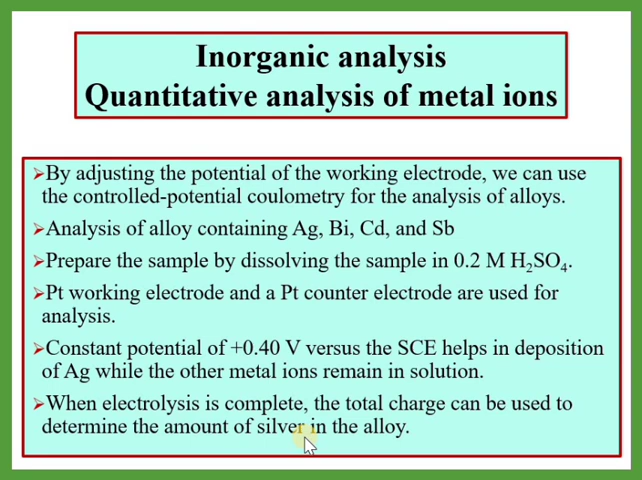 Inorganic analysis
Quantitative analysis of metal ions
➢By adjusting the potential of the working electrode, we can use
the controlled-potential coulometry for the analysis of alloys.
➢Analysis of alloy containing Ag, Bi, Cd, and Sb
➢Prepare the sample by dissolving the sample in 0.2 M H₂SO₄.
➢Pt working electrode and a Pt counter electrode are used for
analysis.
➢Constant potential of +0.40 V versus the SCE helps in deposition
of Ag while the other metal ions remain in solution.
➢When electrolysis is complete, the total charge can be used to
determine the amount of silver in the alloy.